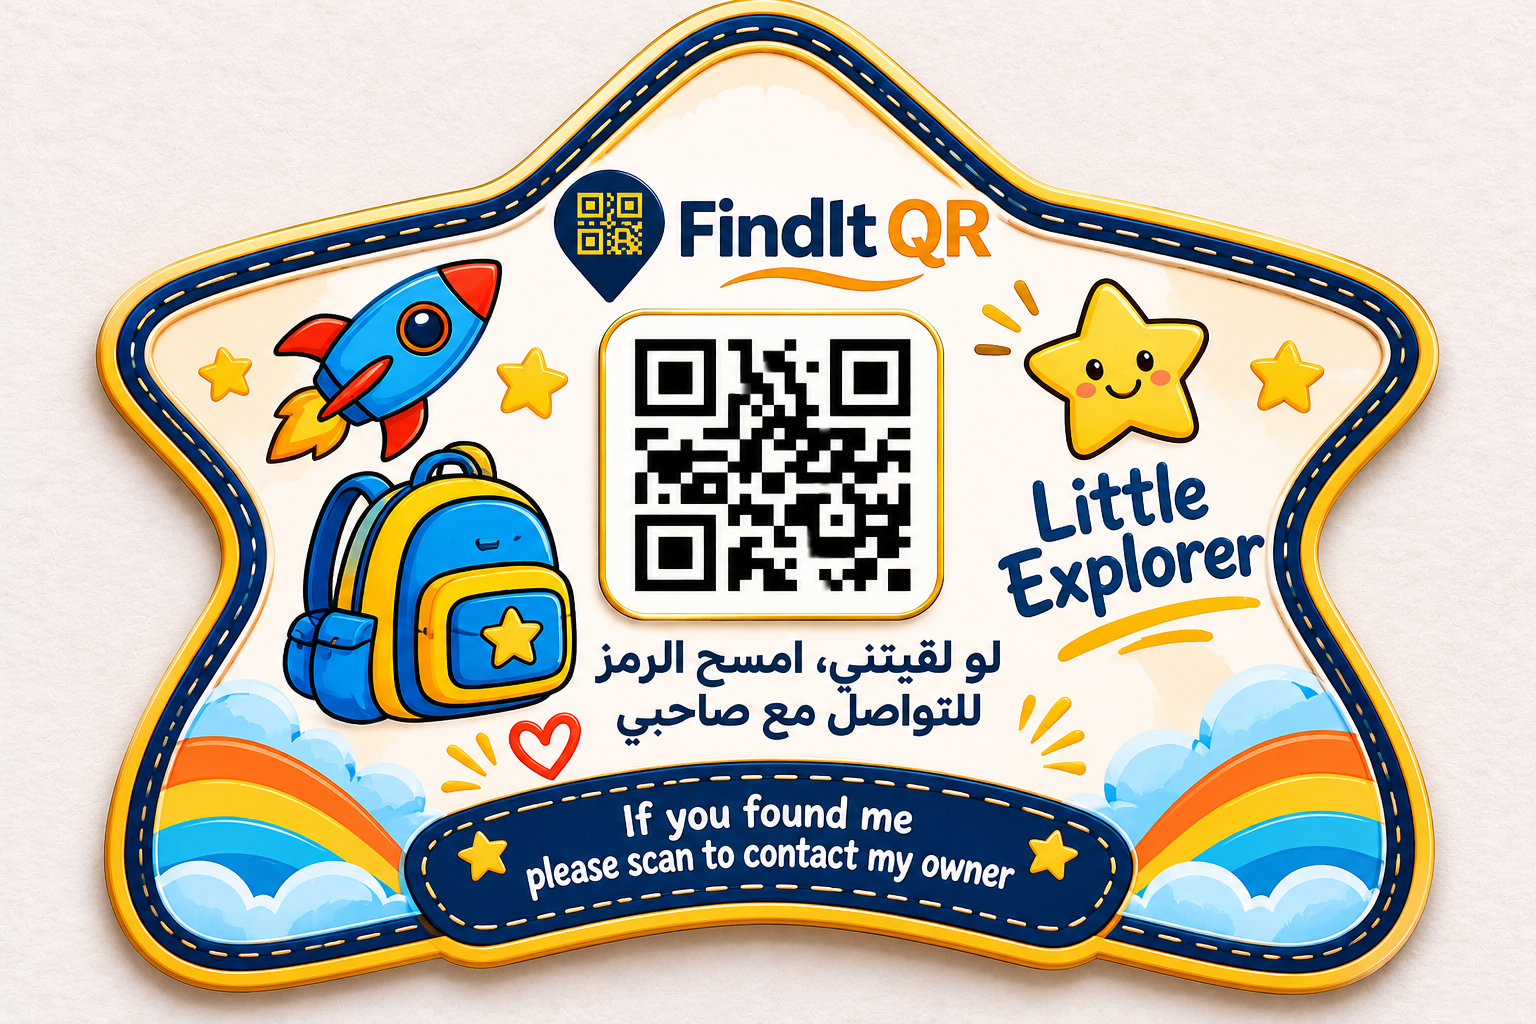 FindIt QR
Little
Explorer
لو لقيتني، امسح الرمز
للتواصل مع صاحبي
If you found me
please scan to contact my owner